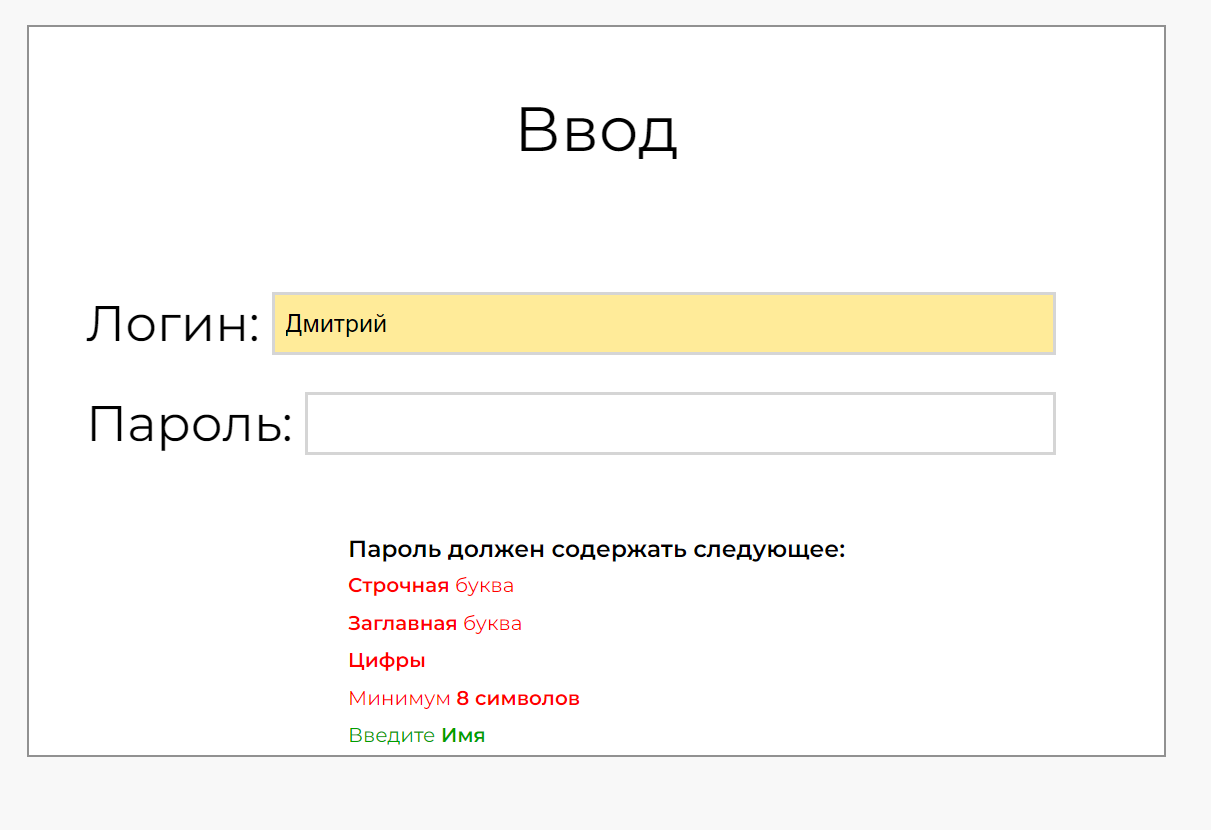 Ввод
Логин: Дмитрий
Пароль:
Пароль должен содержать следующее:
Строчная буква
Заглавная буква
Цифры
Минимум 8 символов
Введите Имя